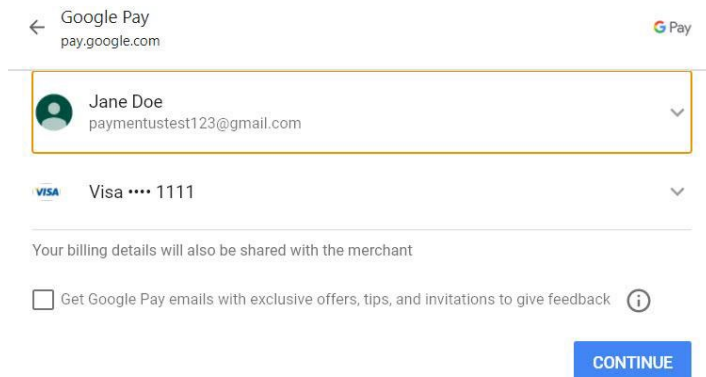 Google Pay
pay.google.com
G Pay
Jane Doe
paymentustest123@gmail.com
VISA
Visa •••• 1111
Your billing details will also be shared with the merchant
Get Google Pay emails with exclusive offers, tips, and invitations to give feedback
CONTINUE